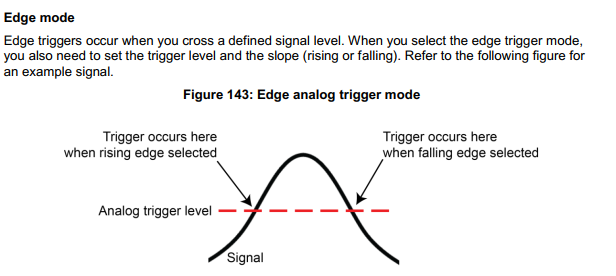 Edge mode
Edge triggers occur when you cross a defined signal level. When you select the edge trigger mode,
you also need to set the trigger level and the slope (rising or falling). Refer to the following figure for
an example signal.
Figure 143: Edge analog trigger mode
Trigger occurs here
when rising edge selected
Trigger occurs here
when falling edge selected
Analog trigger level
Signal